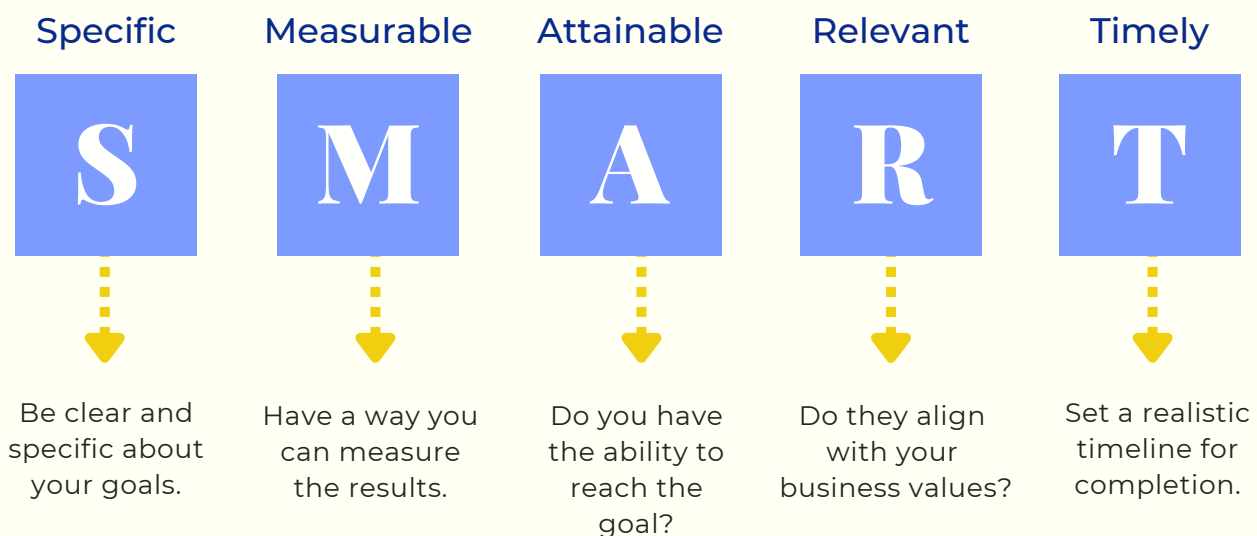 Specific
Measurable
Attainable
Relevant
Timely
S
M
A
R
T
Be clear and
specific about
your goals.
Have a way you
can measure
the results.
Do you have
the ability to
reach the
goal?
Do they align
with your
business values?
Set a realistic
timeline for
completion.